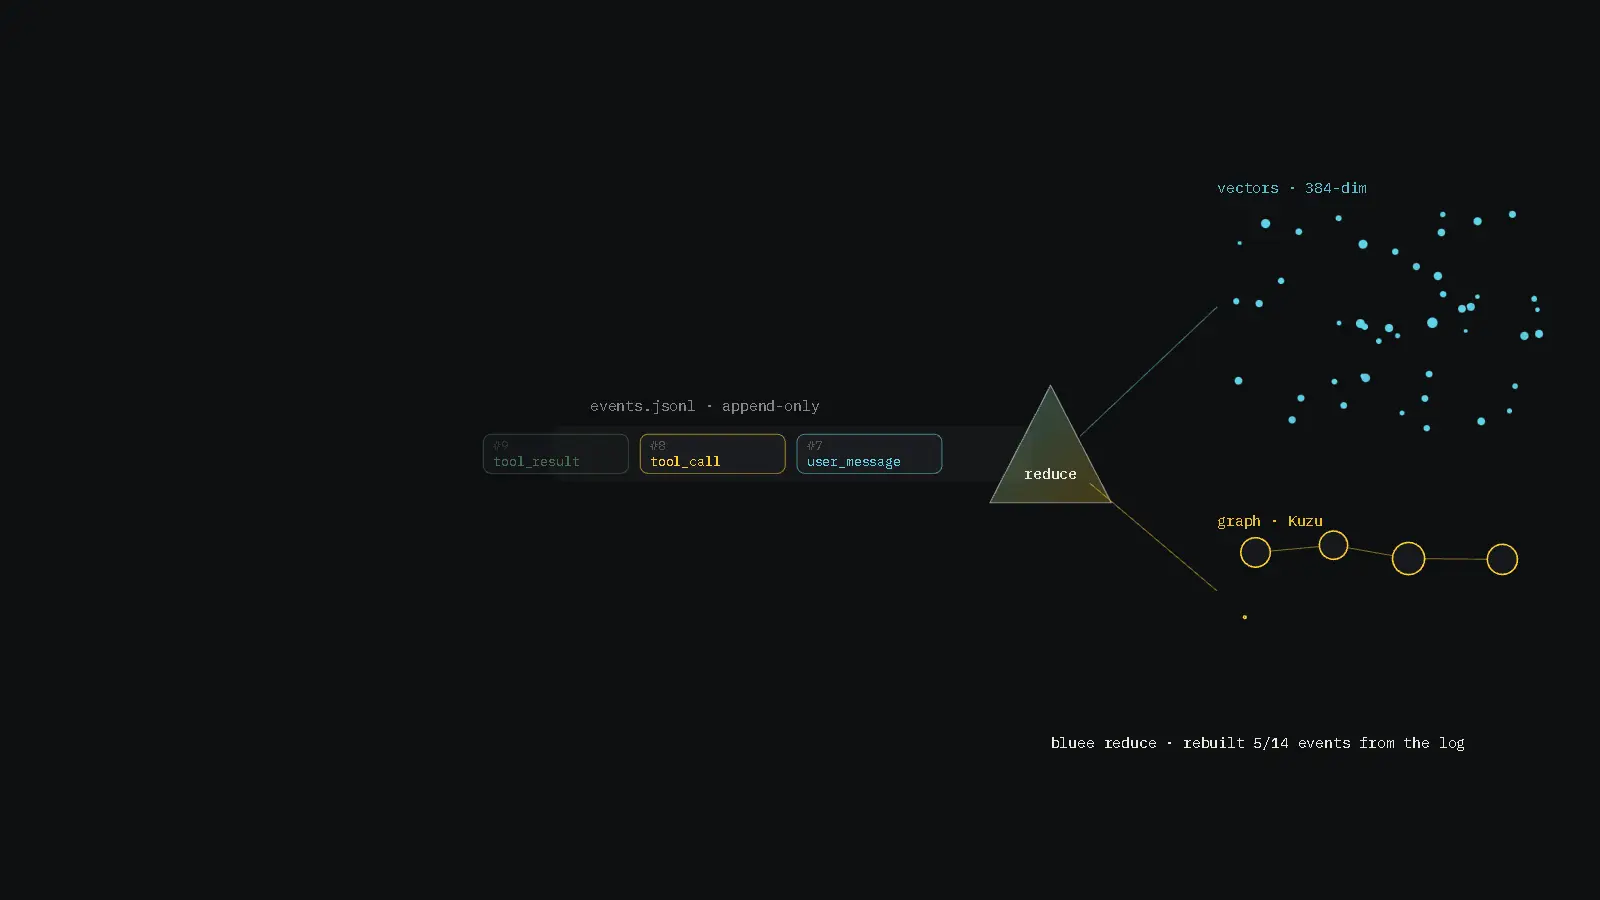 vectors · 384-dim
events.jsonl · append-only
#9
tool_result
#8
tool_call
#7
user_message
reduce
graph · Kuzu
bluee reduce · rebuilt 5/14 events from the log